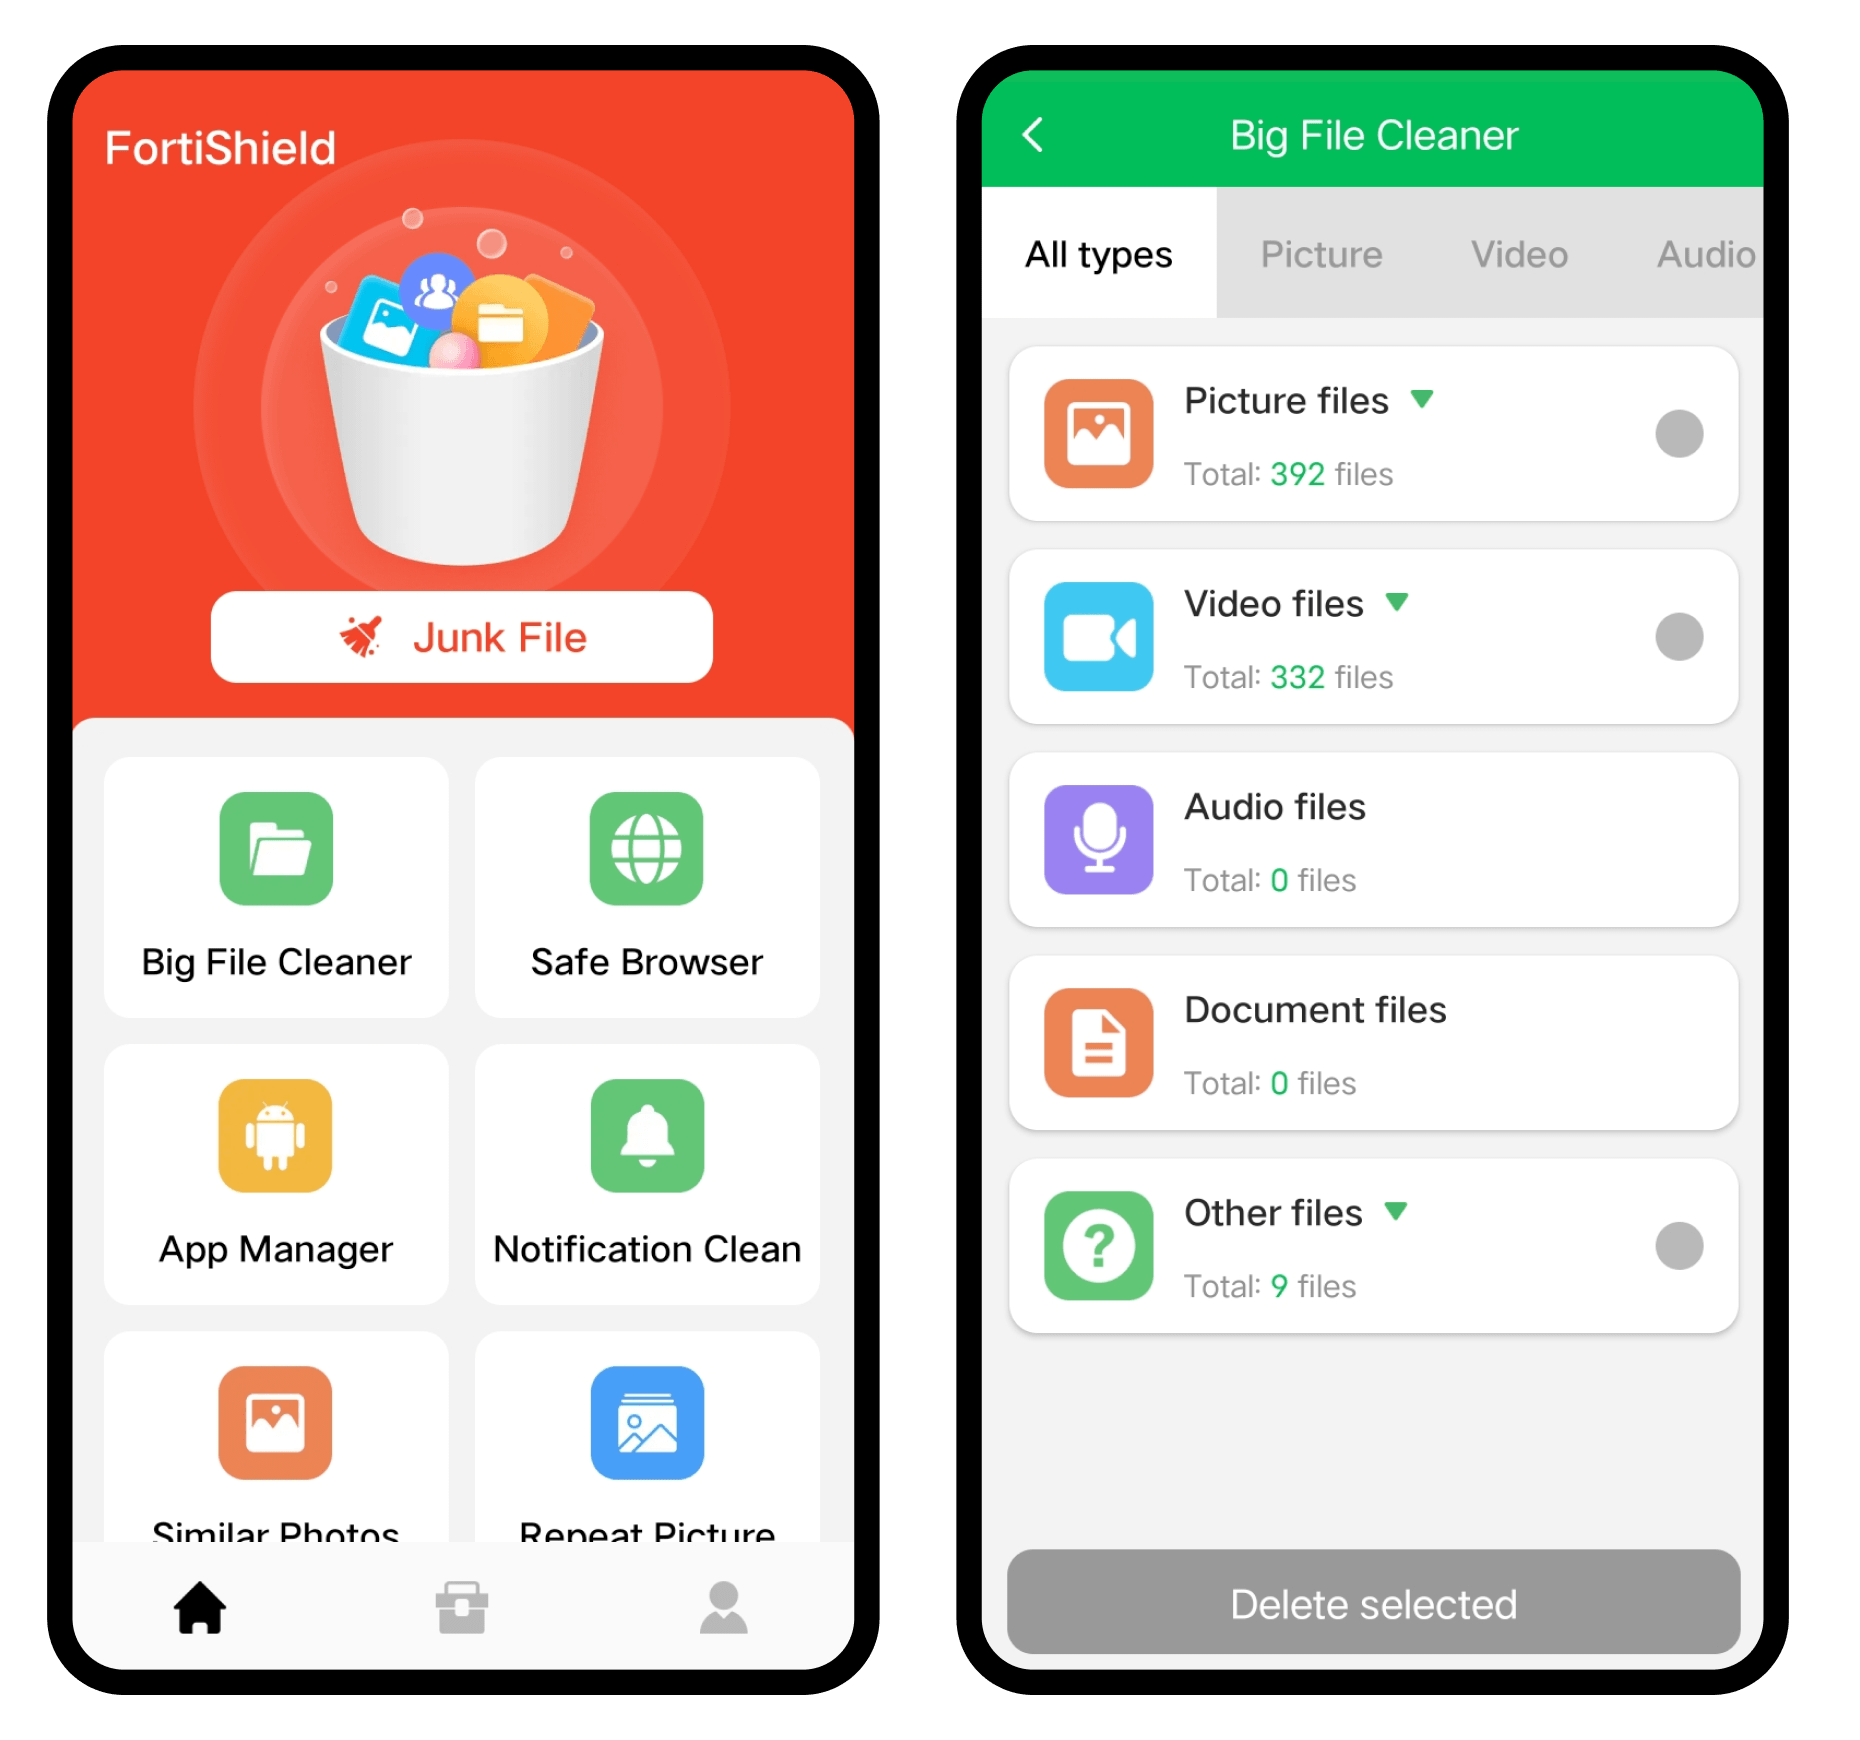 FortiShield
Junk File
Big File Cleaner
Safe Browser
App Manager
Notification Clean
Similar Photos
Repeat Picture
Big File Cleaner
All types
Picture
Video
Audio
Picture files
Total: 392 files
Video files
Total: 332 files
Audio files
Total: 0 files
Document files
Total: 0 files
Other files
?
Total: 9 files
Delete selected